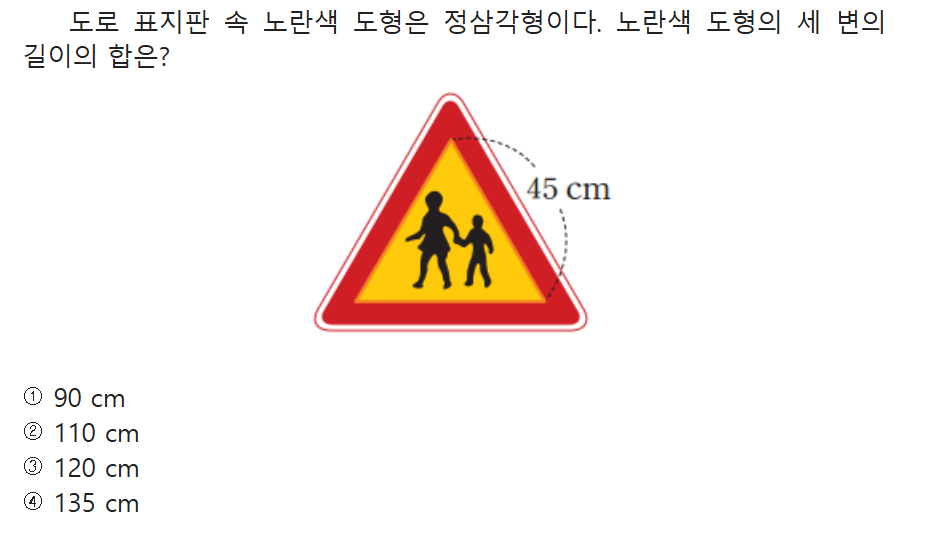 도로 표지판 속 노란색 도형은 정삼각형이다. 노란색 도형의 세 변의
길이의 합은?
45 cm
① 90 cm
② 110 cm
③ 120 cm
④ 135 cm